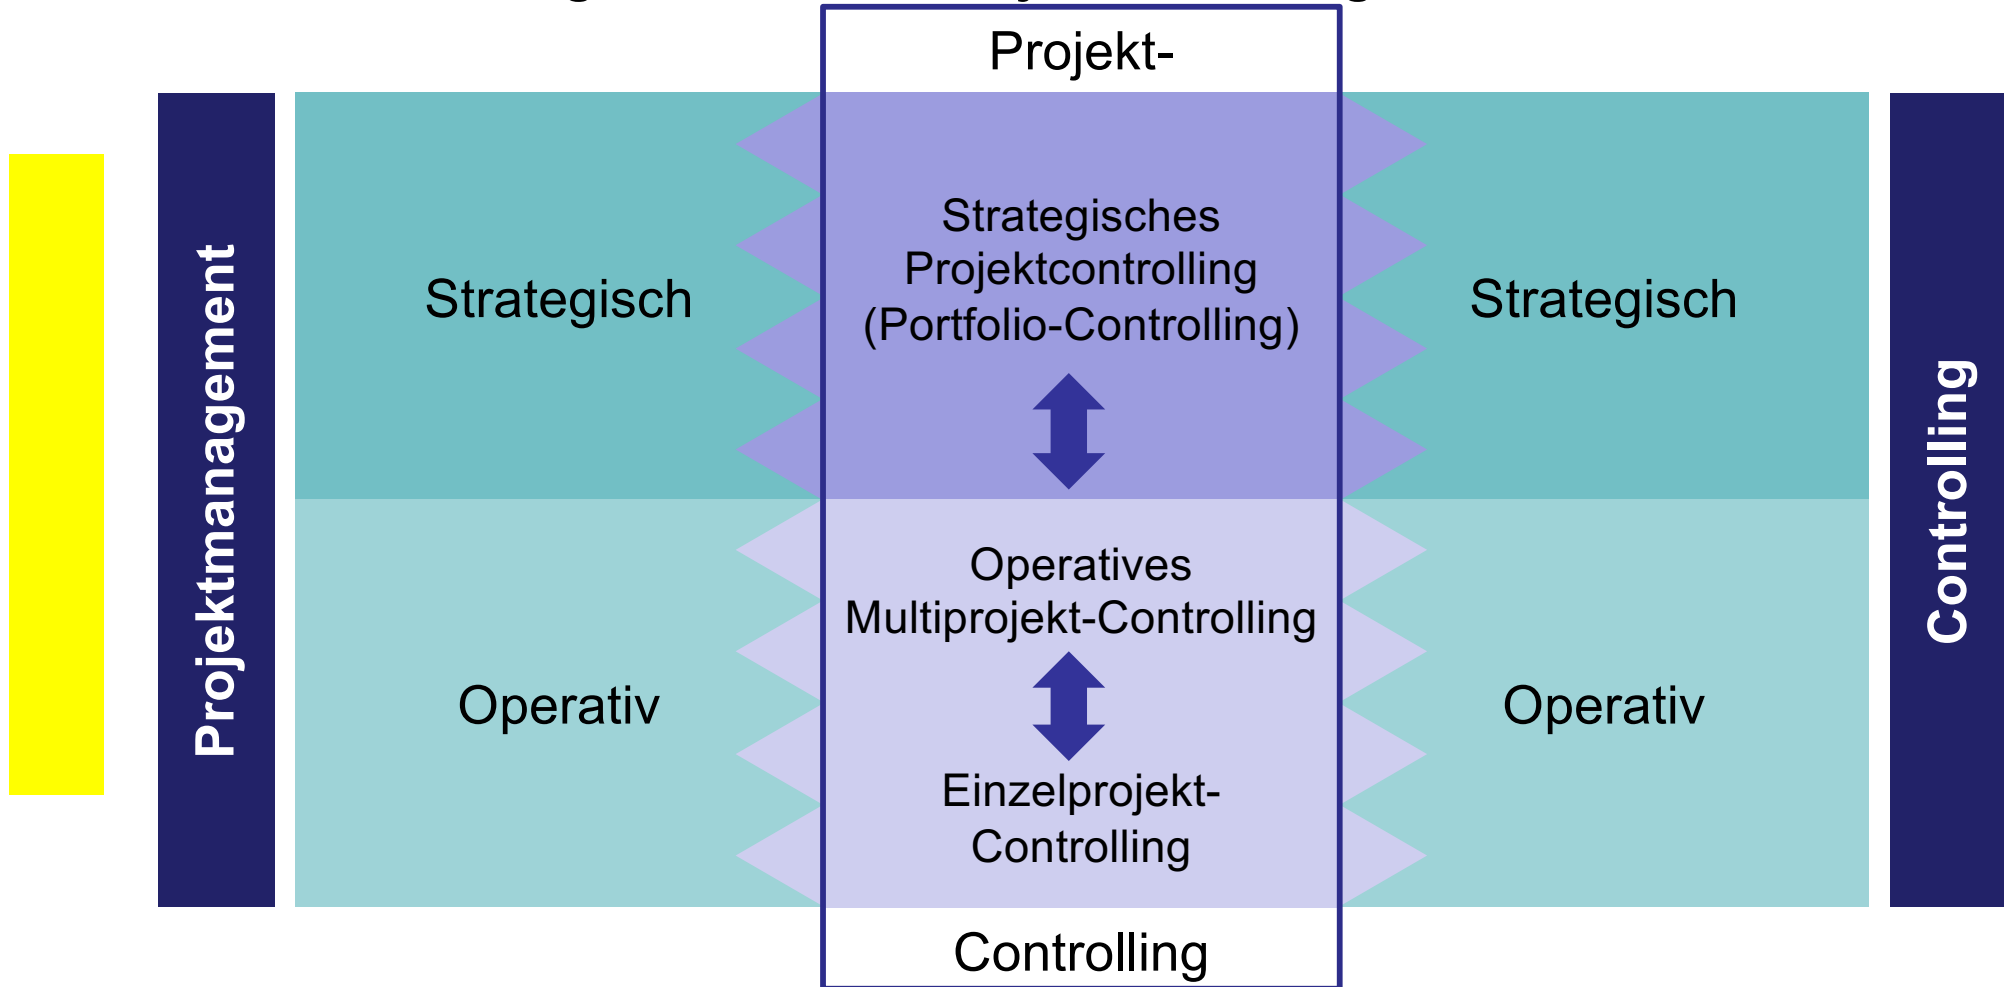 Projekt-
Projektmanagement
Strategisch
Strategisches
Projektcontrolling
(Portfolio-Controlling)
Strategisch
Controlling
Operativ
Operatives
Multiprojekt-Controlling
Einzelprojekt-
Controlling
Operativ
Controlling